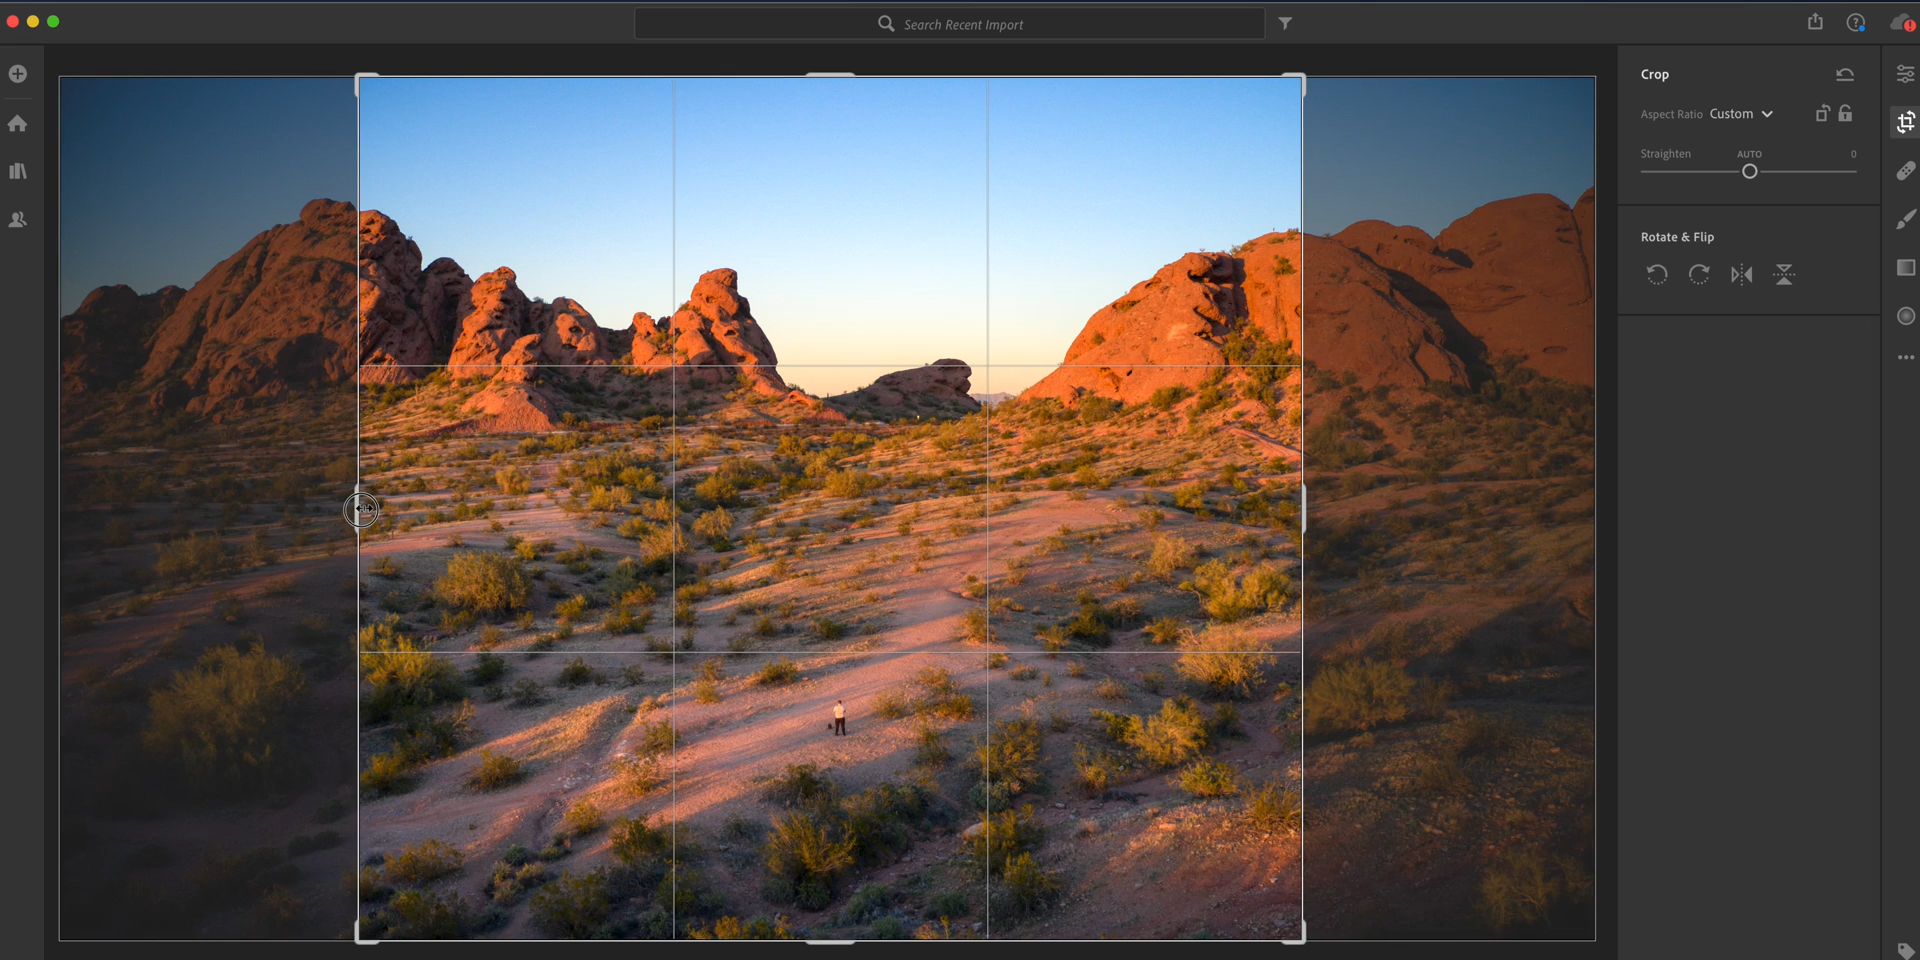 Search Recent Import
Crop
Aspect Ratio Custom
Straighten AUTO 0
Rotate & Flip